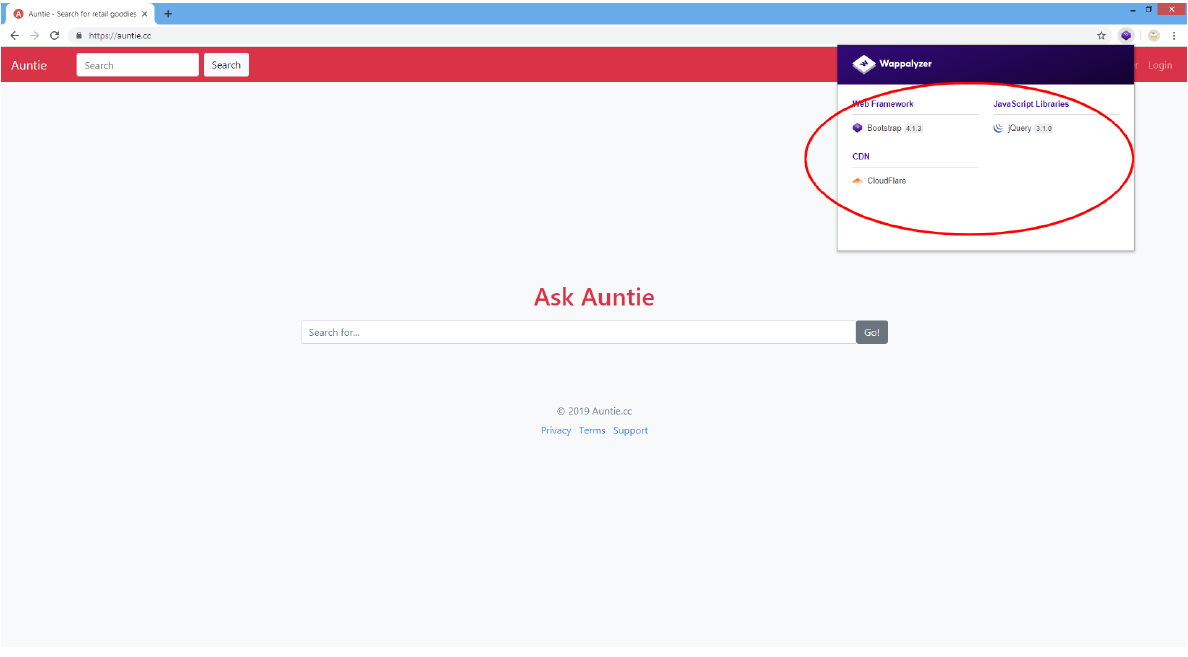 Auntie - Search for retail goodies
https://auntie.cc
Auntie Search Search
r Login
Wappalyzer
Web Framework
Bootstrap 4.1.3
JavaScript Libraries
jQuery 3.1.0
CDN
CloudFlare
Ask Auntie
Search for... Go!
© 2019 Auntie.cc
Privacy Terms Support